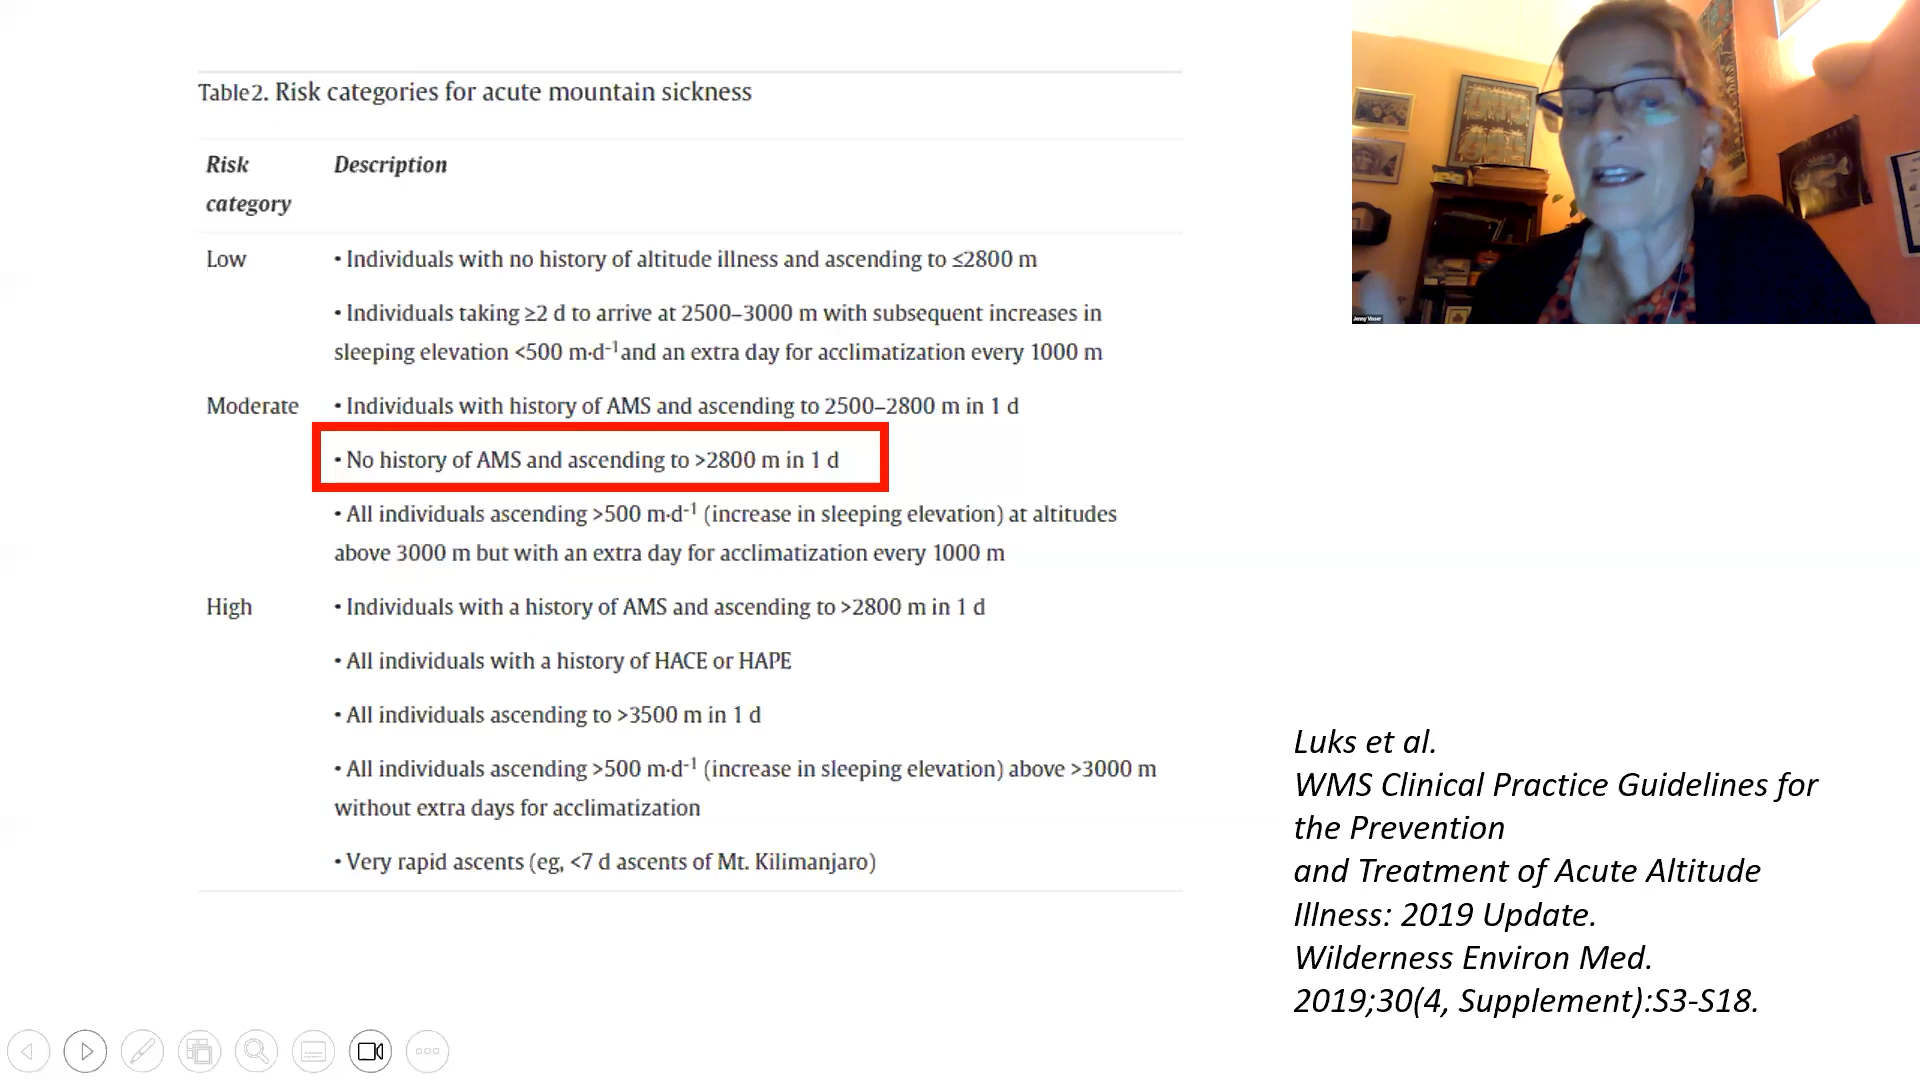 Table 2. Risk categories for acute mountain sickness
Risk
category
Description
Low
• Individuals with no history of altitude illness and ascending to ≤2800 m
• Individuals taking ≥2 d to arrive at 2500–3000 m with subsequent increases in
sleeping elevation <500 m·d⁻¹and an extra day for acclimatization every 1000 m
Moderate
• Individuals with history of AMS and ascending to 2500–2800 m in 1 d
• No history of AMS and ascending to >2800 m in 1 d
• All individuals ascending >500 m·d⁻¹ (increase in sleeping elevation) at altitudes
above 3000 m but with an extra day for acclimatization every 1000 m
High
• Individuals with a history of AMS and ascending to >2800 m in 1 d
• All individuals with a history of HACE or HAPE
• All individuals ascending to >3500 m in 1 d
• All individuals ascending >500 m·d⁻¹ (increase in sleeping elevation) above >3000 m
without extra days for acclimatization
• Very rapid ascents (eg, <7 d ascents of Mt. Kilimanjaro)
Jenny Visser
Luks et al.
WMS Clinical Practice Guidelines for
the Prevention
and Treatment of Acute Altitude
Illness: 2019 Update.
Wilderness Environ Med.
2019;30(4, Supplement):S3-S18.